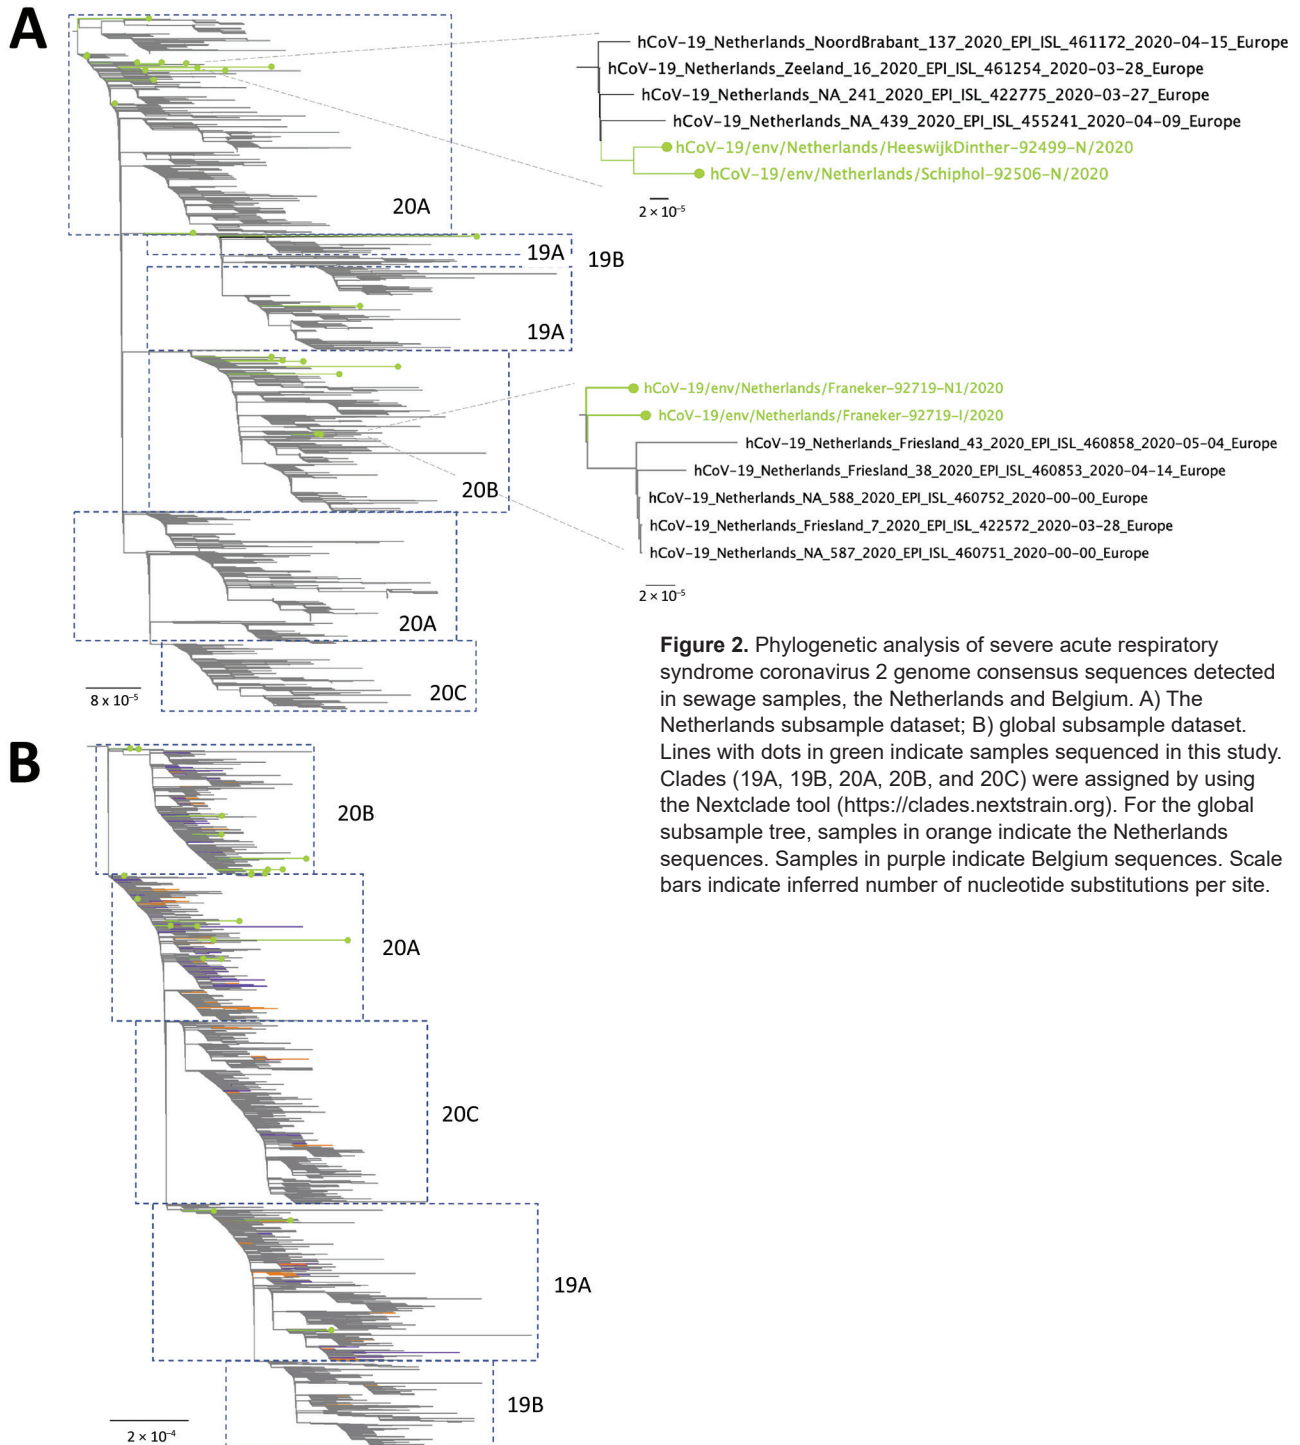 A
hCoV-19_Netherlands_NoordBrabant_137_2020_EPI_ISL_461172_2020-04-15_Europe
hCoV-19_Netherlands_Zeeland_16_2020_EPI_ISL_461254_2020-03-28_Europe
hCoV-19_Netherlands_NA_241_2020_EPI_ISL_422775_2020-03-27_Europe
hCoV-19_Netherlands_NA_439_2020_EPI_ISL_455241_2020-04-09_Europe
hCoV-19/env/Netherlands/HeeswijkDinther-92499-N/2020
hCoV-19/env/Netherlands/Schiphol-92506-N/2020
2 × 10⁻⁵
20A
19A
19B
19A
20B
hCoV-19/env/Netherlands/Franeker-92719-N1/2020
hCoV-19/env/Netherlands/Franeker-92719-I/2020
hCoV-19_Netherlands_Friesland_43_2020_EPI_ISL_460858_2020-05-04_Europe
hCoV-19_Netherlands_Friesland_38_2020_EPI_ISL_460853_2020-04-14_Europe
hCoV-19_Netherlands_NA_588_2020_EPI_ISL_460752_2020-00-00_Europe
hCoV-19_Netherlands_Friesland_7_2020_EPI_ISL_422572_2020-03-28_Europe
hCoV-19_Netherlands_NA_587_2020_EPI_ISL_460751_2020-00-00_Europe
2 × 10⁻⁵
20A
20C
8 x 10⁻⁵
Figure 2. Phylogenetic analysis of severe acute respiratory
syndrome coronavirus 2 genome consensus sequences detected
in sewage samples, the Netherlands and Belgium. A) The
Netherlands subsample dataset; B) global subsample dataset.
Lines with dots in green indicate samples sequenced in this study.
Clades (19A, 19B, 20A, 20B, and 20C) were assigned by using
the Nextclade tool (https://clades.nextstrain.org). For the global
subsample tree, samples in orange indicate the Netherlands
sequences. Samples in purple indicate Belgium sequences. Scale
bars indicate inferred number of nucleotide substitutions per site.
B
20B
20A
20C
19A
19B
2 × 10⁻⁴